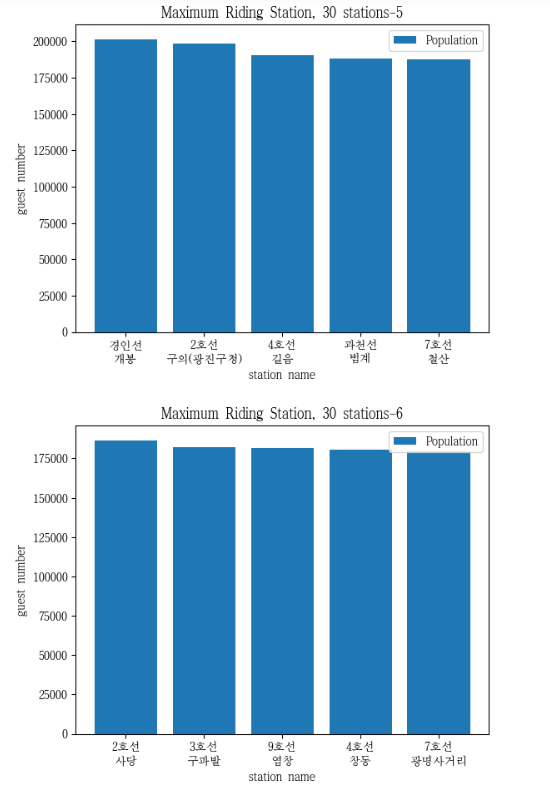 Maximum Riding Station, 30 stations-5
Population
200000
175000
150000
125000
100000
75000
50000
25000
0
guest number
경인선 2호선 4호선 과천선 7호선
개봉 구의(광진구청) 길음 범계 철산
station name
Maximum Riding Station, 30 stations-6
Population
175000
150000
125000
100000
75000
50000
25000
0
guest number
2호선 3호선 9호선 4호선 7호선
사당 구파발 염창 창동 광명사거리
station name